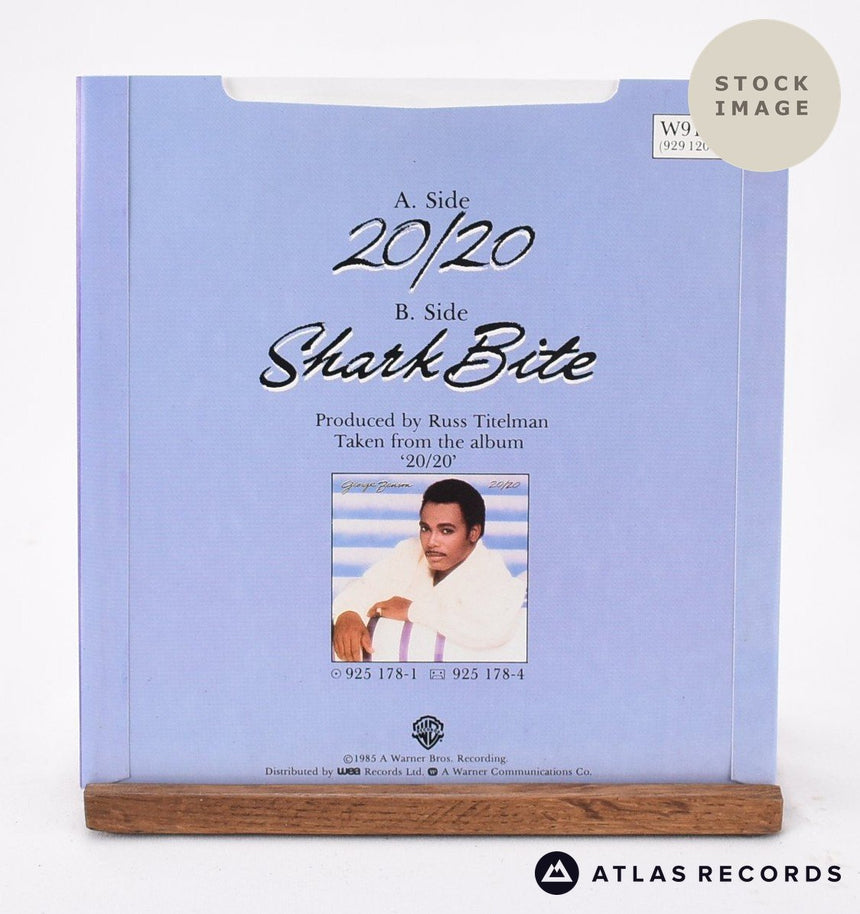 STOCK
IMAGE
(929 120
A. Side
20/20
B. Side
Shark Bite
Produced by Russ Titelman
Taken from the album
‘20/20’
George Benson 20/20
925 178-1 925 178-4
WB
©1985 A Warner Bros. Recording.
Distributed by wea Records Ltd. A Warner Communications Co.
ATLAS RECORDS